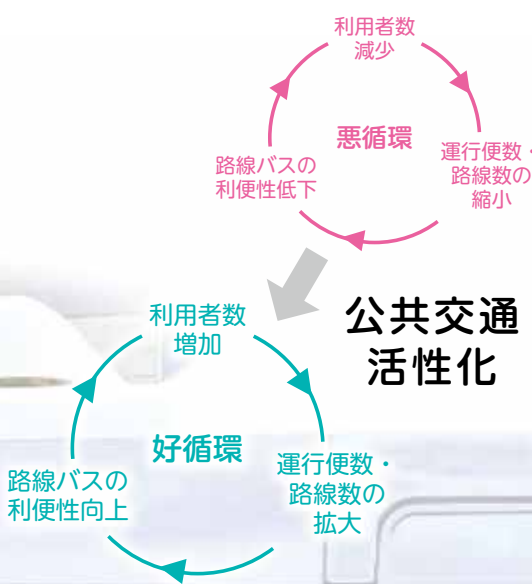 利用者数
減少
悪循環
運行便数・
路線数の
縮小
路線バスの
利便性低下
公共交通
活性化
利用者数
増加
好循環
運行便数・
路線数の
拡大
路線バスの
利便性向上